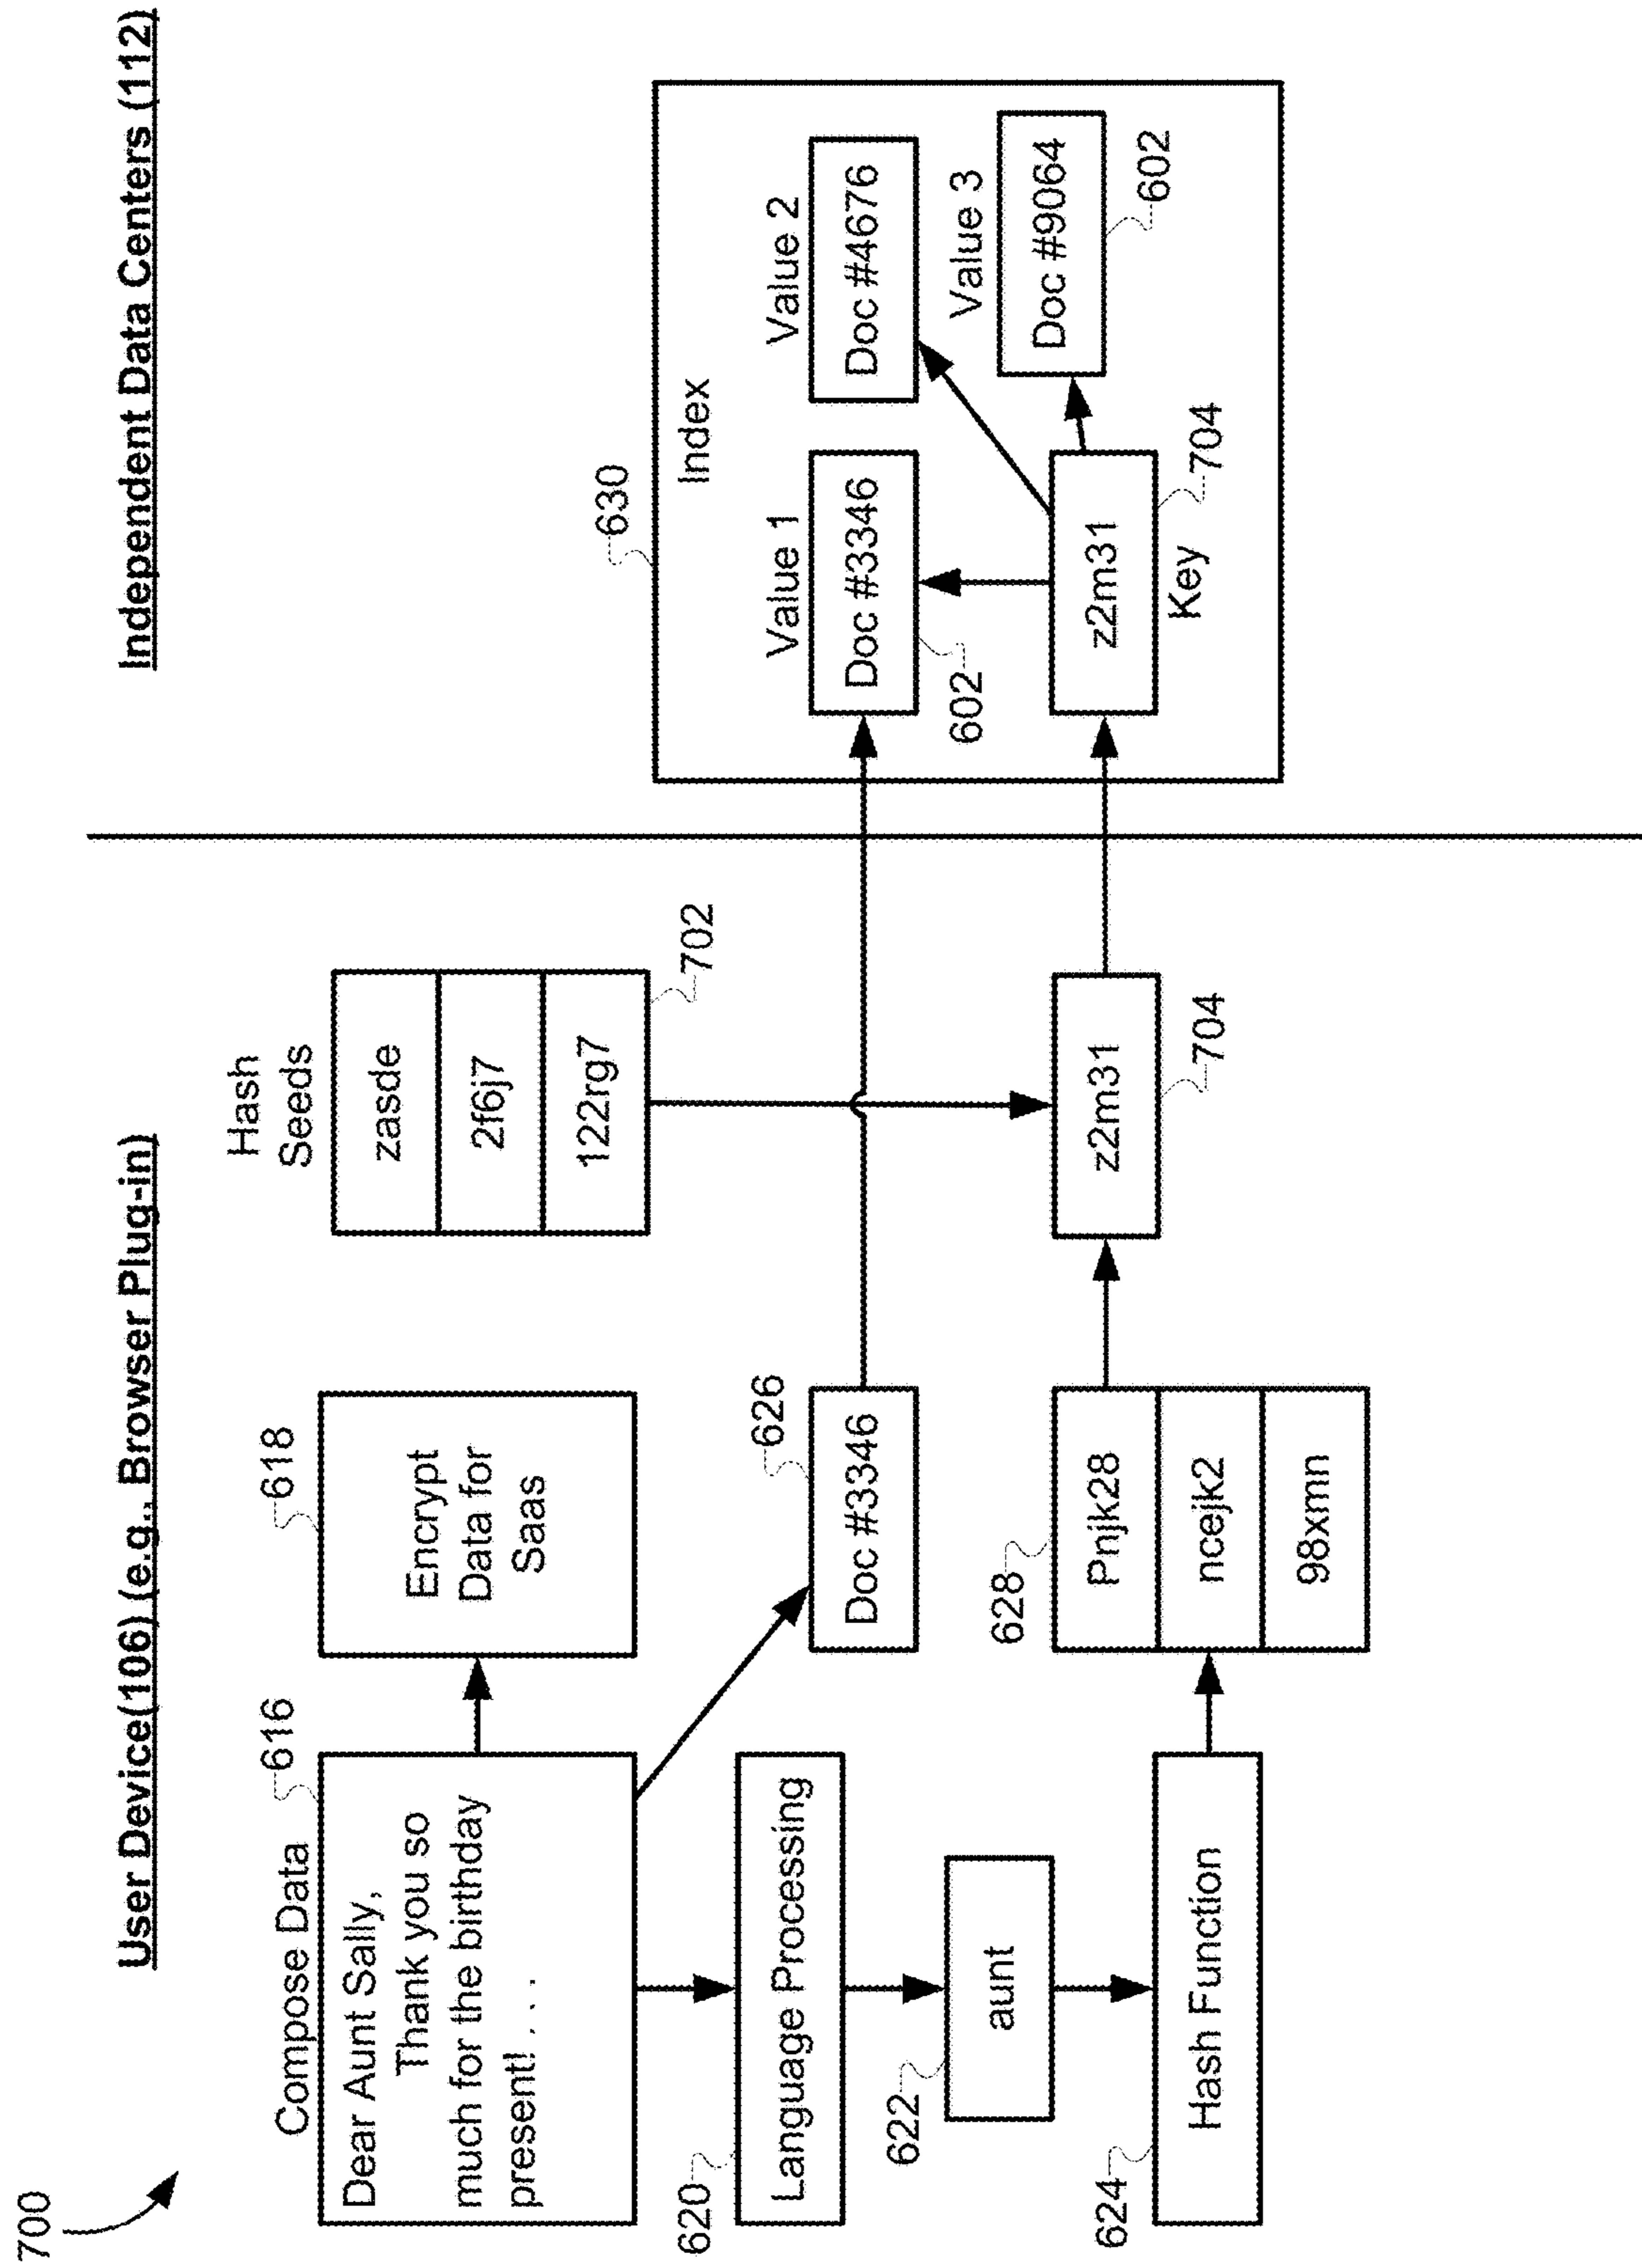 700
User Device(106) (e.g., Browser Plug-in)
Independent Data Centers (112)
Compose Data
616
Dear Aunt Sally,
Thank you so
much for the birthday
present!. . . .
618
Encrypt
Data for
Saas
Hash
Seeds
zasde
2f6j7
122rg7
702
620
Language Processing
626
Doc #3346
622
aunt
624
Hash Function
628
Pnjk28
ncejk2
98xmn
z2m31
704
630
Index
Value 1
Doc #3346
602
Value 2
Doc #4676
Value 3
Doc #9064
602
z2m31
Key
704